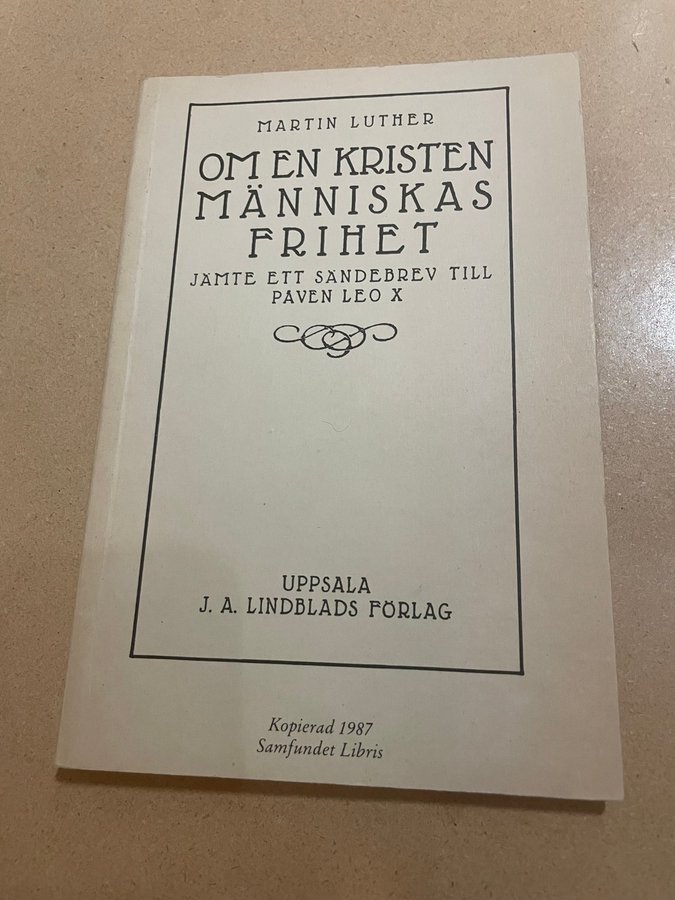 MARTIN LUTHER
OM EN KRISTEN
MÄNNISKAS
FRIHET
JÄMTE ETT SÄNDEBREV TILL
PAVEN LEO X
UPPSALA
J. A. LINDBLADS FÖRLAG
Kopierad 1987
Samfundet Libris